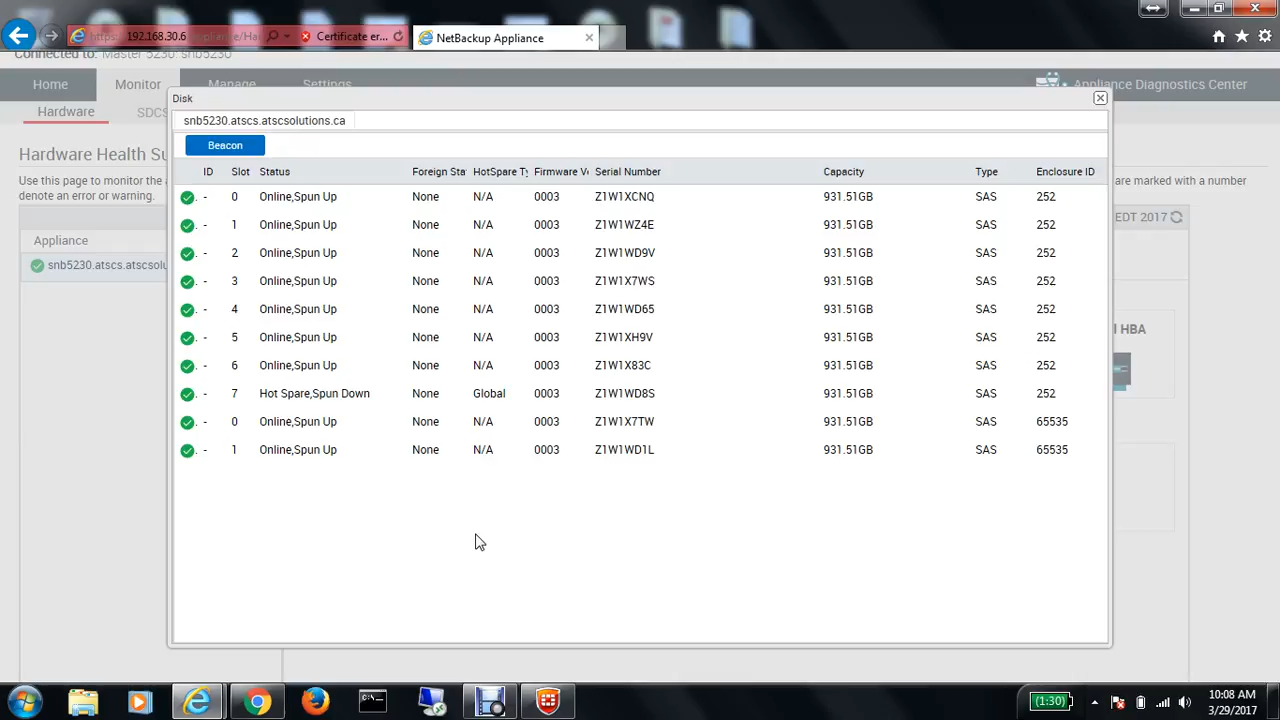 https:// 192.168.30.6 /appliance/Har Certificate er... NetBackup Appliance
Connected to: Master 5230: snb5230
Home Monitor Manage Settings Appliance Diagnostics Center
Hardware SDCS
Disk
snb5230.atscs.atscsolutions.ca
Beacon
Hardware Health Su
Use this page to monitor the a are marked with a number
denote an error or warning.
Appliance
snb5230.atscs.atscsolu
EDT 2017
l HBA
ID Slot Status Foreign Sta HotSpare Ty Firmware Ve Serial Number Capacity Type Enclosure ID
- 0 Online,Spun Up None N/A 0003 Z1W1XCNQ 931.51GB SAS 252
- 1 Online,Spun Up None N/A 0003 Z1W1WZ4E 931.51GB SAS 252
- 2 Online,Spun Up None N/A 0003 Z1W1WD9V 931.51GB SAS 252
- 3 Online,Spun Up None N/A 0003 Z1W1X7WS 931.51GB SAS 252
- 4 Online,Spun Up None N/A 0003 Z1W1WD65 931.51GB SAS 252
- 5 Online,Spun Up None N/A 0003 Z1W1XH9V 931.51GB SAS 252
- 6 Online,Spun Up None N/A 0003 Z1W1X83C 931.51GB SAS 252
- 7 Hot Spare,Spun Down None Global 0003 Z1W1WD8S 931.51GB SAS 252
- 0 Online,Spun Up None N/A 0003 Z1W1X7TW 931.51GB SAS 65535
- 1 Online,Spun Up None N/A 0003 Z1W1WD1L 931.51GB SAS 65535
(1:30)
10:08 AM
3/29/2017